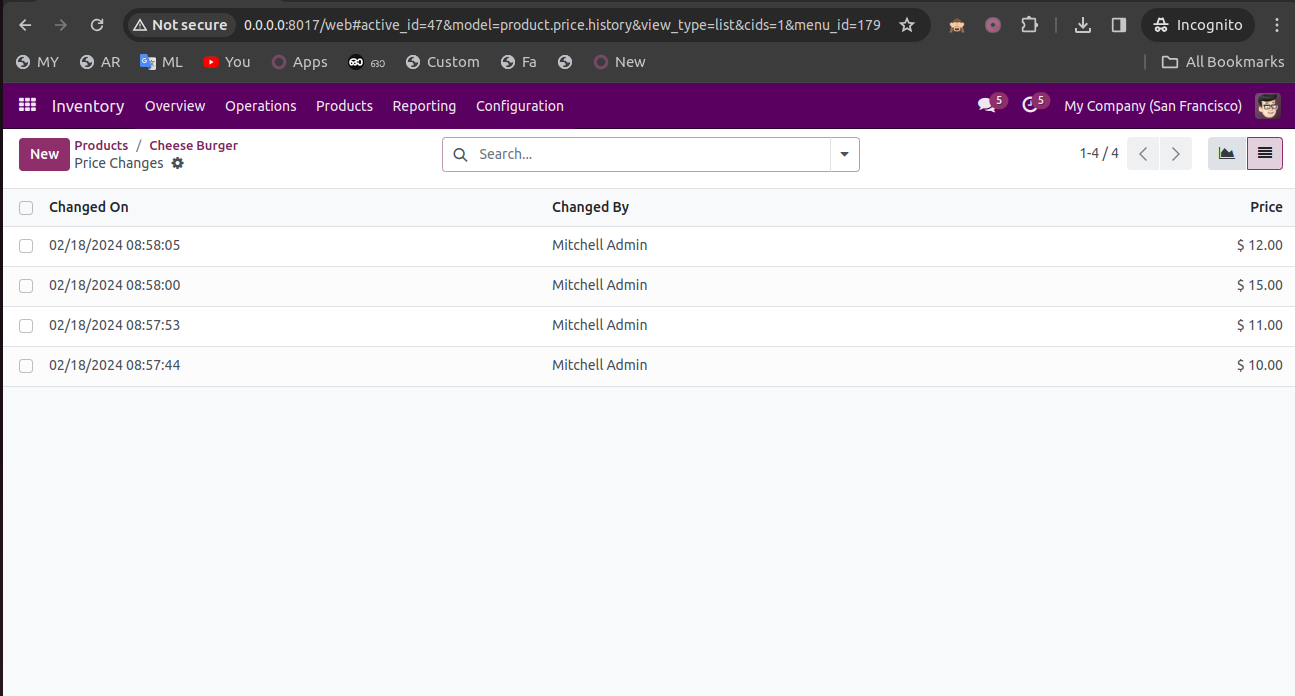 Not secure 0.0.0.0:8017/web#active_id=47&model=product.price.history&view_type=list&cids=1&menu_id=179 Incognito
MY AR ML You Apps ഒാ Custom Fa New All Bookmarks
Inventory Overview Operations Products Reporting Configuration 5 5 My Company (San Francisco)
New Products / Cheese Burger
Price Changes Search... 1-4 / 4
Changed On Changed By Price
02/18/2024 08:58:05 Mitchell Admin $ 12.00
02/18/2024 08:58:00 Mitchell Admin $ 15.00
02/18/2024 08:57:53 Mitchell Admin $ 11.00
02/18/2024 08:57:44 Mitchell Admin $ 10.00